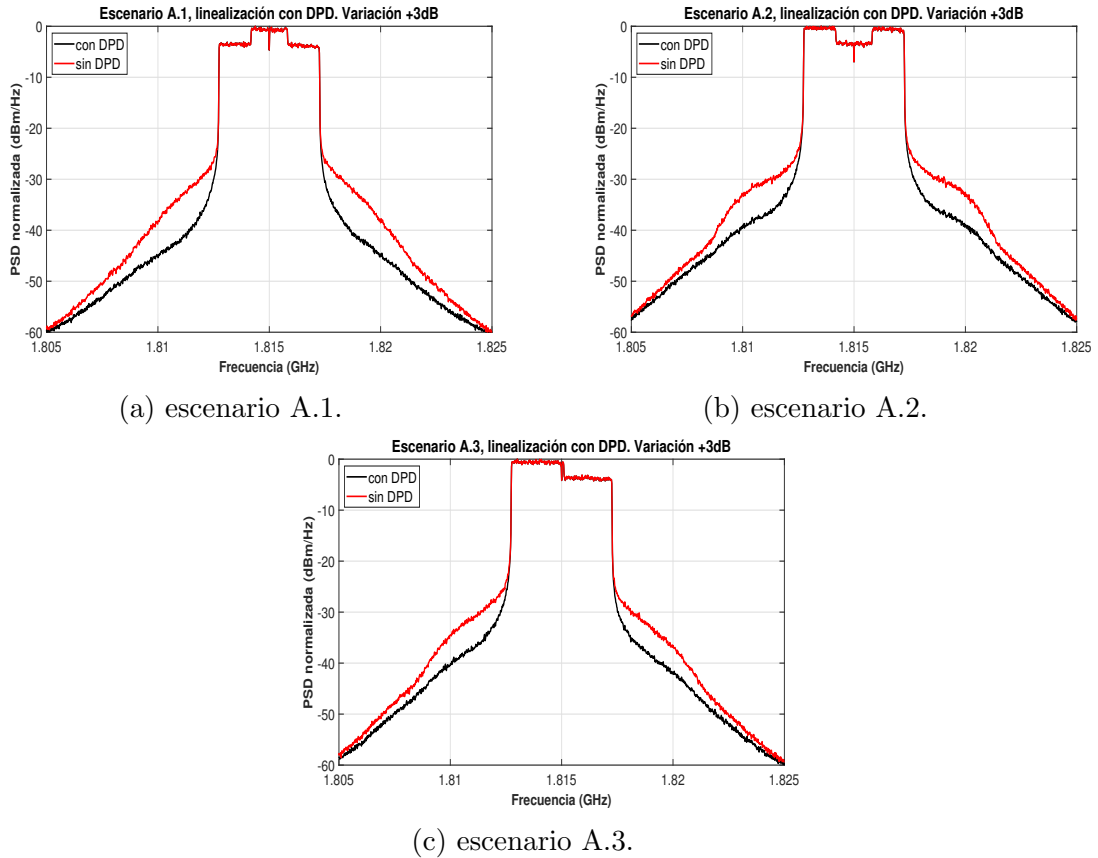 Escenario A.1, linealización con DPD. Variación +3dB
0
-10
-20
-30
-40
-50
-60
PSD normalizada (dBm/Hz)
con DPD
sin DPD
1.805
1.81
1.815
1.82
1.825
Frecuencia (GHz)
(a) escenario A.1.
Escenario A.2, linealización con DPD. Variación +3dB
0
-10
-20
-30
-40
-50
-60
PSD normalizada (dBm/Hz)
con DPD
sin DPD
1.805
1.81
1.815
1.82
1.825
Frecuencia (GHz)
(b) escenario A.2.
Escenario A.3, linealización con DPD. Variación +3dB
0
-10
-20
-30
-40
-50
-60
PSD normalizada (dBm/Hz)
con DPD
sin DPD
1.805
1.81
1.815
1.82
1.825
Frecuencia (GHz)
(c) escenario A.3.